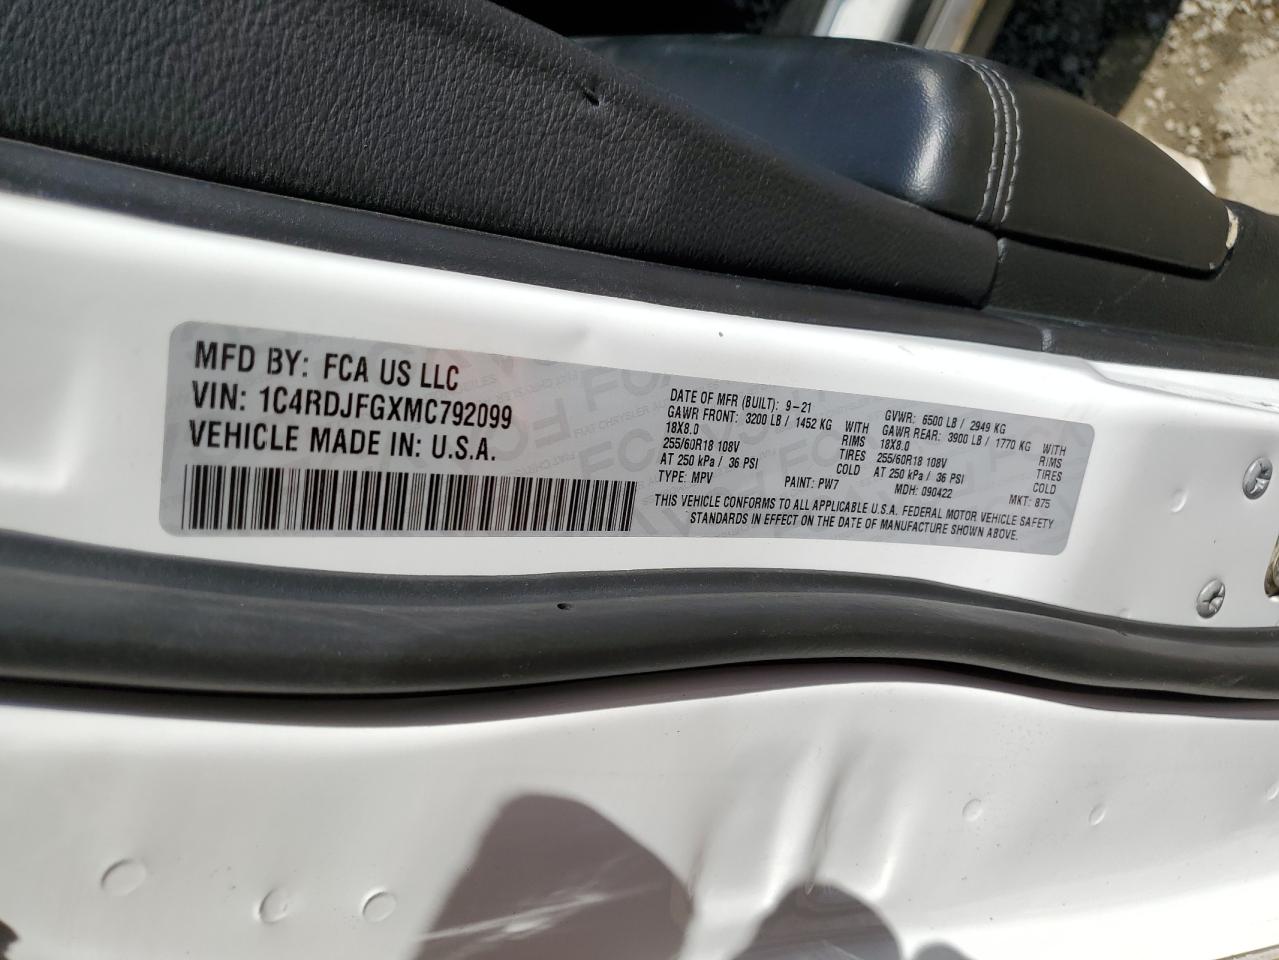 MFD BY: FCA US LLC
VIN: 1C4RDJFGXMC792099
VEHICLE MADE IN: U.S.A.
DATE OF MFR (BUILT): 9-21 GVWR: 6500 LB / 2949 KG
GAWR FRONT: 3200 LB / 1452 KG WITH GAWR REAR: 3900 LB / 1770 KG WITH
18X8.0 RIMS 18X8.0 RIMS
255/60R18 108V TIRES 255/60R18 108V TIRES
AT 250 kPa / 36 PSI COLD AT 250 kPa / 36 PSI COLD
TYPE: MPV PAINT: PW7 MDH: 090422 MKT: 875
THIS VEHICLE CONFORMS TO ALL APPLICABLE U.S.A. FEDERAL MOTOR VEHICLE SAFETY
STANDARDS IN EFFECT ON THE DATE OF MANUFACTURE SHOWN ABOVE.